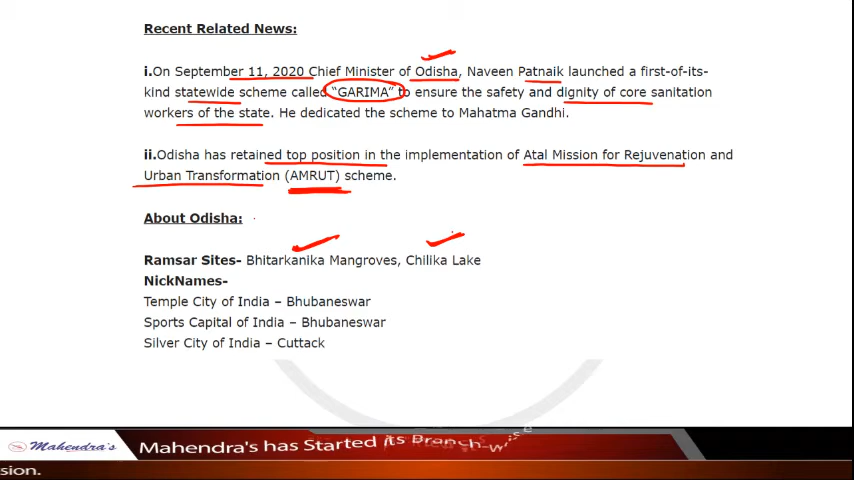 Recent Related News:
i.On September 11, 2020 Chief Minister of Odisha, Naveen Patnaik launched a first-of-its-
kind statewide scheme called “GARIMA” to ensure the safety and dignity of core sanitation
workers of the state. He dedicated the scheme to Mahatma Gandhi.
ii.Odisha has retained top position in the implementation of Atal Mission for Rejuvenation and
Urban Transformation (AMRUT) scheme.
About Odisha:
Ramsar Sites- Bhitarkanika Mangroves, Chilika Lake
NickNames-
Temple City of India – Bhubaneswar
Sports Capital of India – Bhubaneswar
Silver City of India – Cuttack
Mahendra's
Mahendra's has Started its Branch-wise
sion.